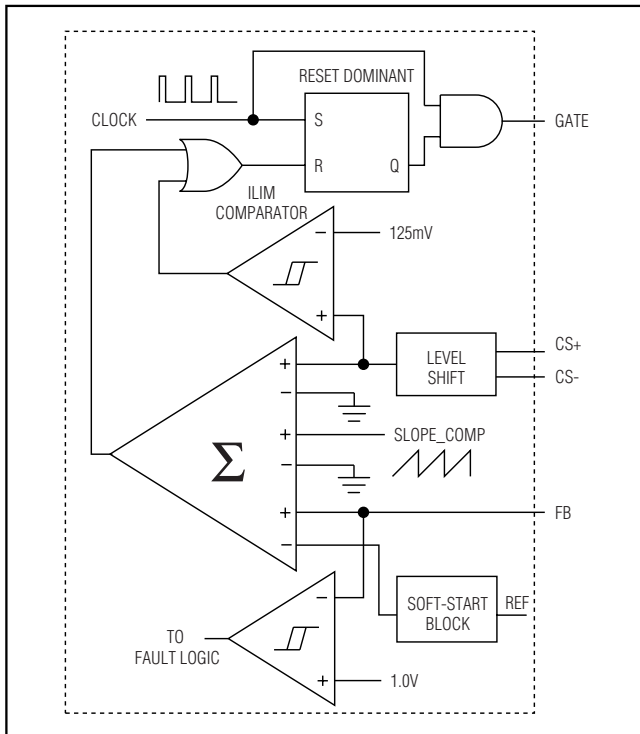 RESET DOMINANT
CLOCK
S
R
Q
GATE
ILIM
COMPARATOR
−
125mV
+
LEVEL
SHIFT
CS+
CS-
+
−
+
SLOPE_COMP
−
Σ
+
FB
−
SOFT-START
BLOCK
REF
−
TO
FAULT LOGIC
+
1.0V